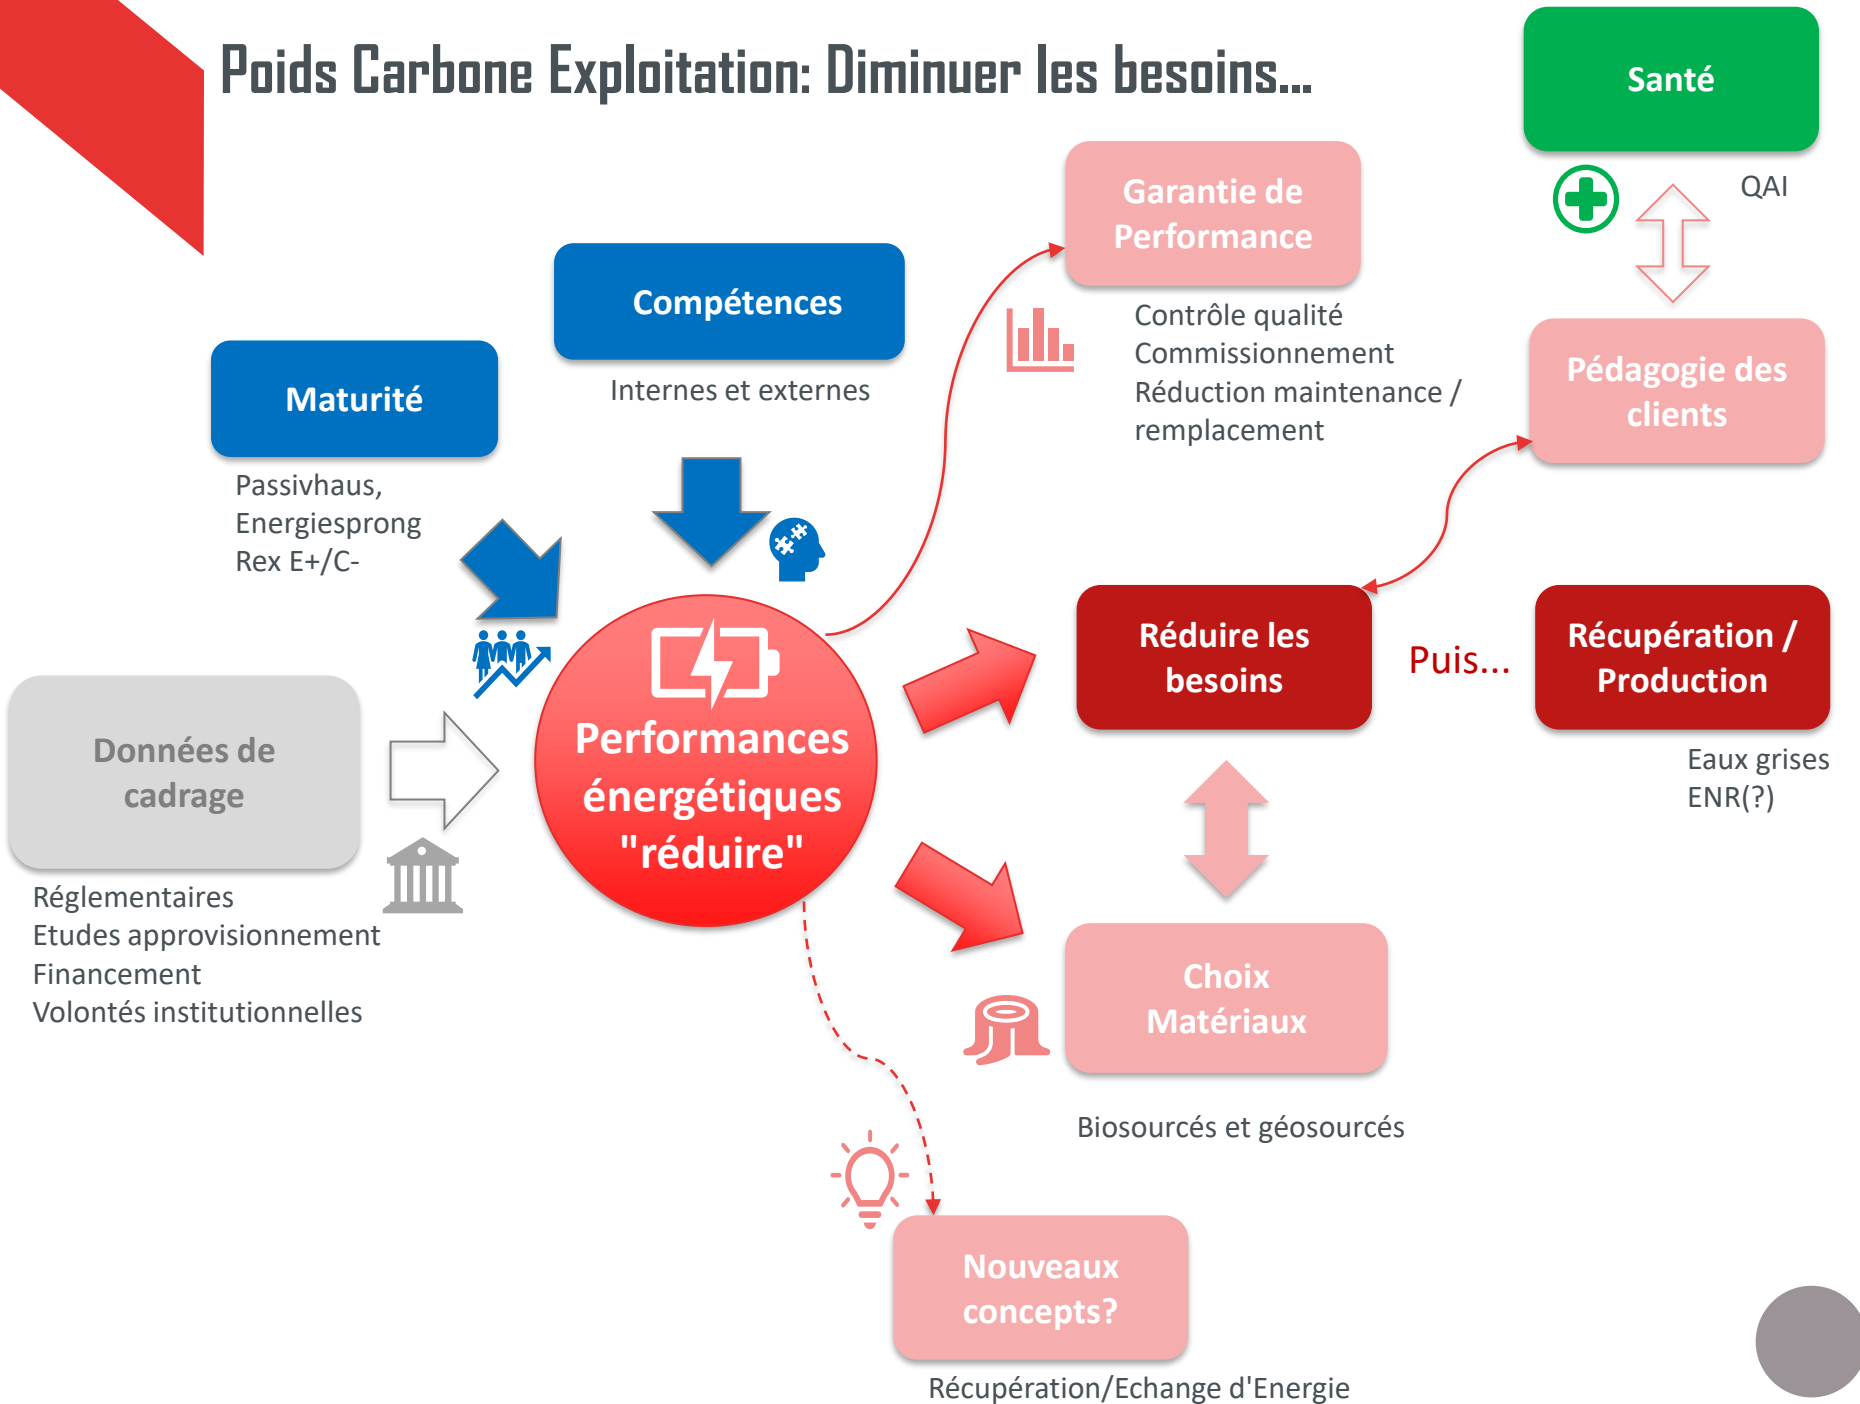 Poids Carbone Exploitation: Diminuer les besoins...
Santé
QAI
Garantie de
Performance
Contrôle qualité
Commissionnement
Réduction maintenance /
remplacement
Compétences
Internes et externes
Maturité
Passivhaus,
Energiesprong
Rex E+/C-
Pédagogie des
clients
Données de
cadrage
Réglementaires
Etudes approvisionnement
Financement
Volontés institutionnelles
Performances
énergétiques
"réduire"
Réduire les
besoins
Puis...
Récupération /
Production
Eaux grises
ENR(?)
Choix
Matériaux
Biosourcés et géosourcés
Nouveaux
concepts?
Récupération/Echange d'Energie